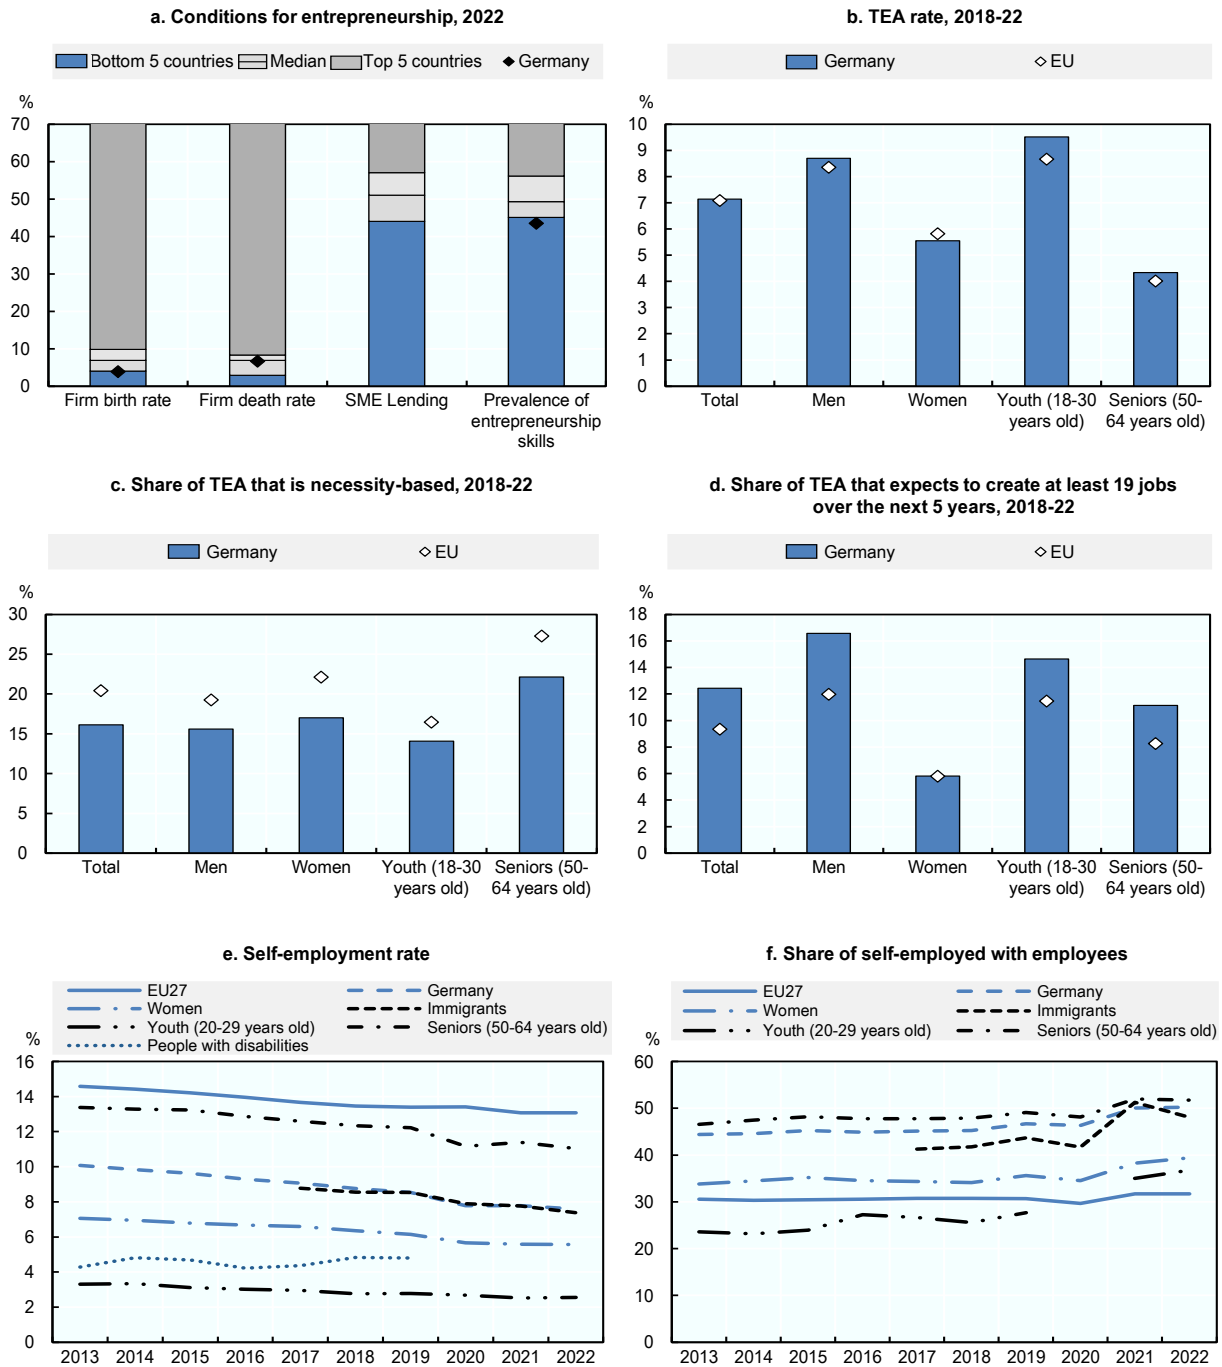 a. Conditions for entrepreneurship, 2022
Bottom 5 countries Median Top 5 countries Germany
%
70
60
50
40
30
20
10
0
Firm birth rate Firm death rate SME Lending Prevalence of
entrepreneurship
skills
b. TEA rate, 2018-22
Germany EU
%
10
9
8
7
6
5
4
3
2
1
0
Total Men Women Youth (18-30 Seniors (50-
years old) 64 years old)
c. Share of TEA that is necessity-based, 2018-22
Germany EU
%
30
25
20
15
10
5
0
Total Men Women Youth (18-30 Seniors (50-
years old) 64 years old)
d. Share of TEA that expects to create at least 19 jobs
over the next 5 years, 2018-22
Germany EU
%
18
16
14
12
10
8
6
4
2
0
Total Men Women Youth (18-30 Seniors (50-
years old) 64 years old)
e. Self-employment rate
EU27 Germany
Women Immigrants
Youth (20-29 years old) Seniors (50-64 years old)
People with disabilities
%
16
14
12
10
8
6
4
2
0
2013 2014 2015 2016 2017 2018 2019 2020 2021 2022
f. Share of self-employed with employees
EU27 Germany
Women Immigrants
Youth (20-29 years old) Seniors (50-64 years old)
%
60
50
40
30
20
10
0
2013 2014 2015 2016 2017 2018 2019 2020 2021 2022